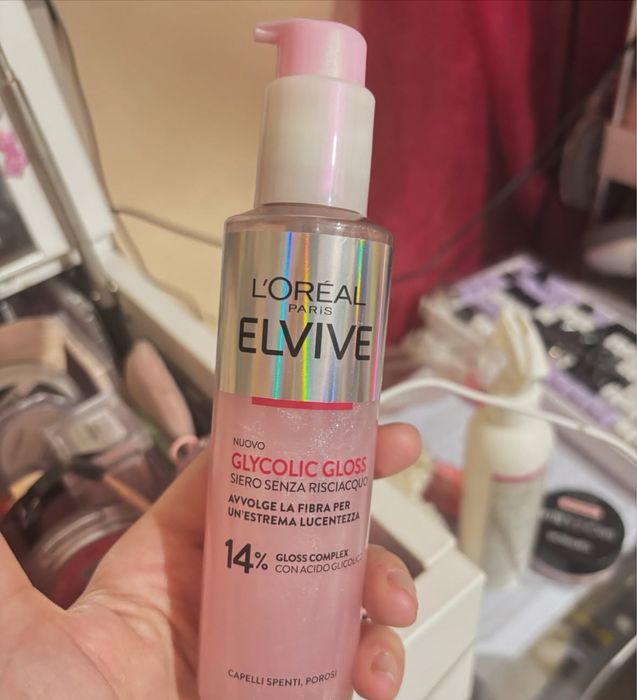 L'ORÉAL
PARIS
ELVIVE
NUOVO
GLYCOLIC GLOSS
SIERO SENZA RISCIACQUO
AVVOLGE LA FIBRA PER
UN'ESTREMA LUCENTEZZA
14% GLOSS COMPLEX
CON ACIDO GLICOLICO
CAPELLI SPENTI, POROSI